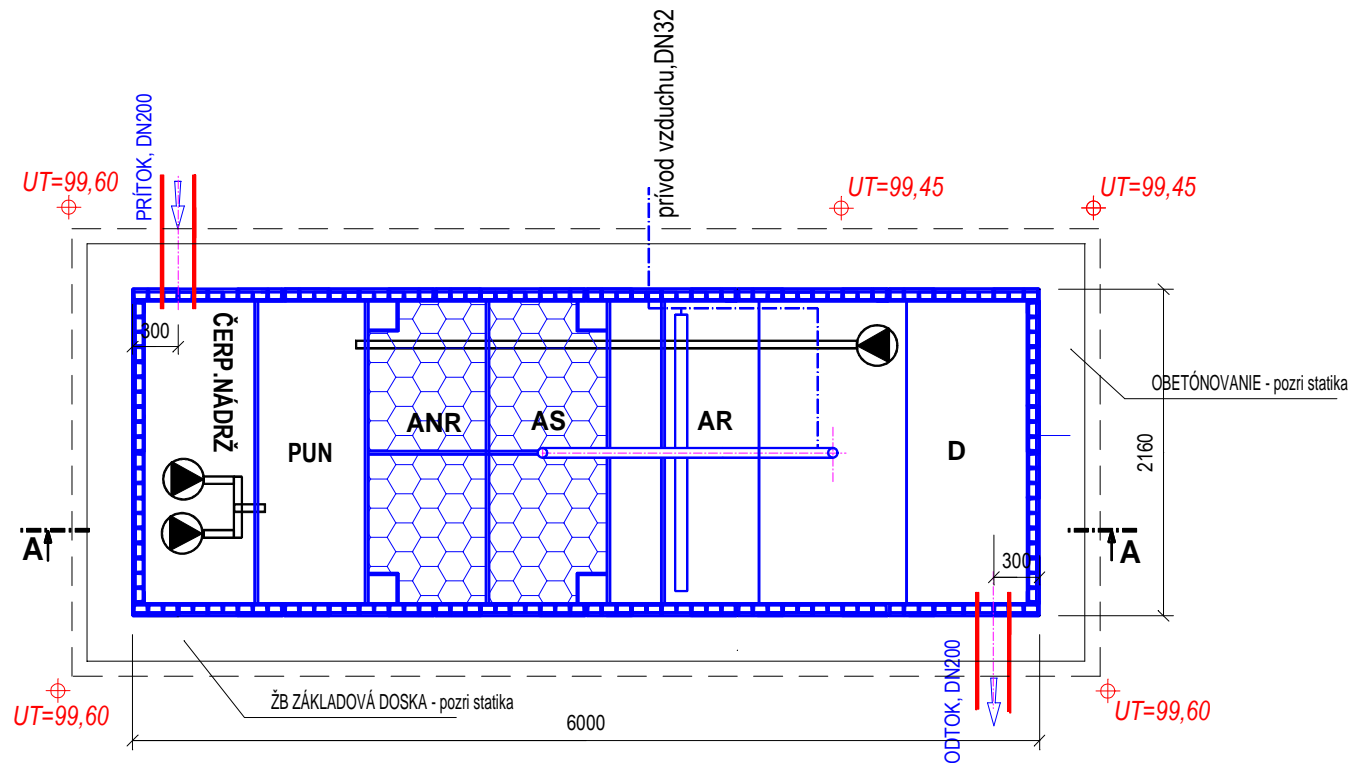 prívod vzduchu,DN32
PRÍTOK, DN200
UT=99,60
UT=99,45
UT=99,45
300
ČERP.NÁDRŽ
PUN
ANR
AS
AR
D
OBETÓNOVANIE - pozri statika
2160
A
A
300
ODTOK, DN200
ŽB ZÁKLADOVÁ DOSKA - pozri statika
UT=99,60
UT=99,60
6000